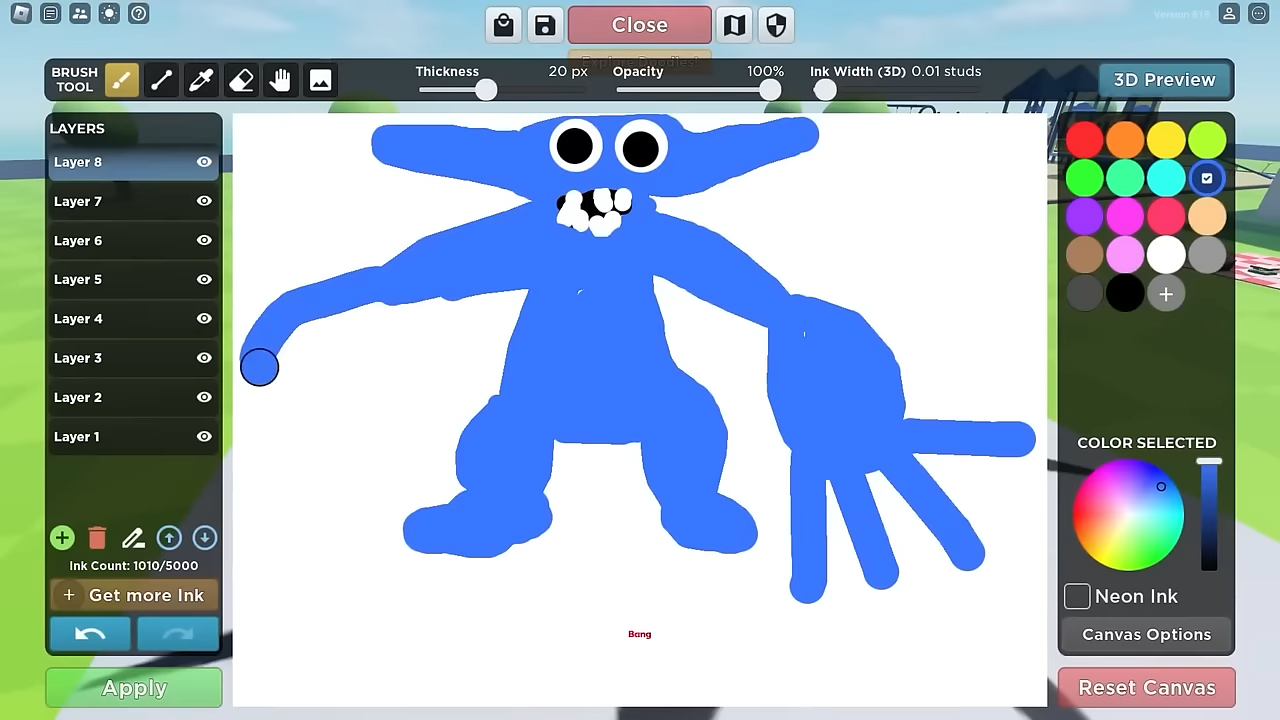 Close
Version 615
BRUSH
TOOL
Thickness
20 px
Opacity
100%
Ink Width (3D) 0.01 studs
3D Preview
LAYERS
Layer 8
Layer 7
Layer 6
Layer 5
Layer 4
Layer 3
Layer 2
Layer 1
Ink Count: 1010/5000
+ Get more Ink
Apply
Bang
COLOR SELECTED
Neon Ink
Canvas Options
Reset Canvas